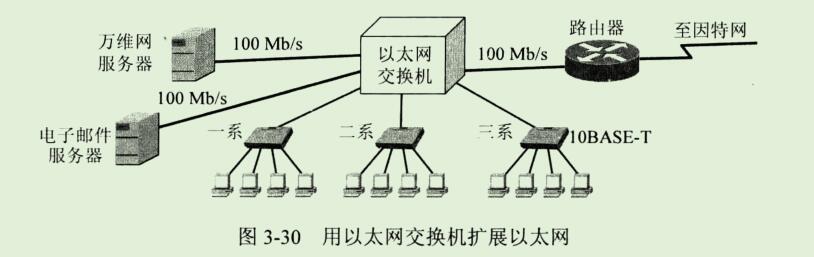 万维网
服务器
100 Mb/s
以太网
交换机
100 Mb/s
路由器
至因特网
100 Mb/s
电子邮件
服务器
一系
二系
三系
10BASE-T
图 3-30 用以太网交换机扩展以太网